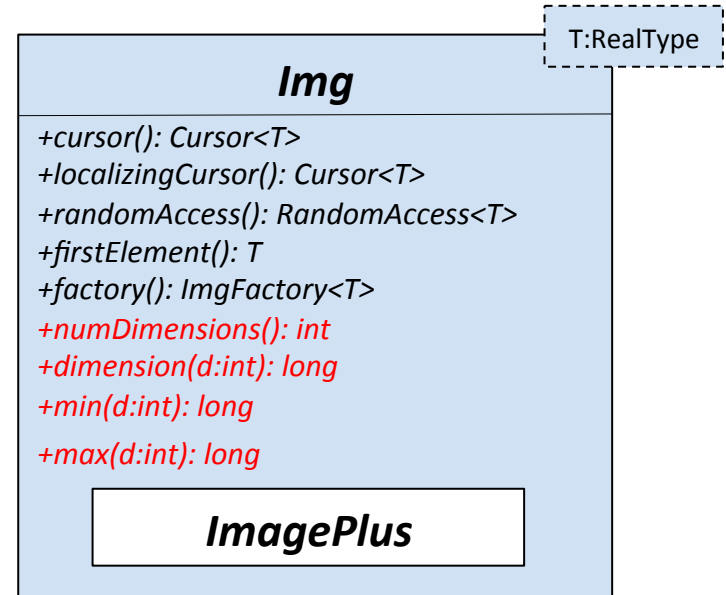 T:RealType
Img
+cursor(): Cursor<T>
+localizingCursor(): Cursor<T>
+randomAccess(): RandomAccess<T>
+firstElement(): T
+factory(): ImgFactory<T>
+numDimensions(): int
+dimension(d:int): long
+min(d:int): long
+max(d:int): long
ImagePlus